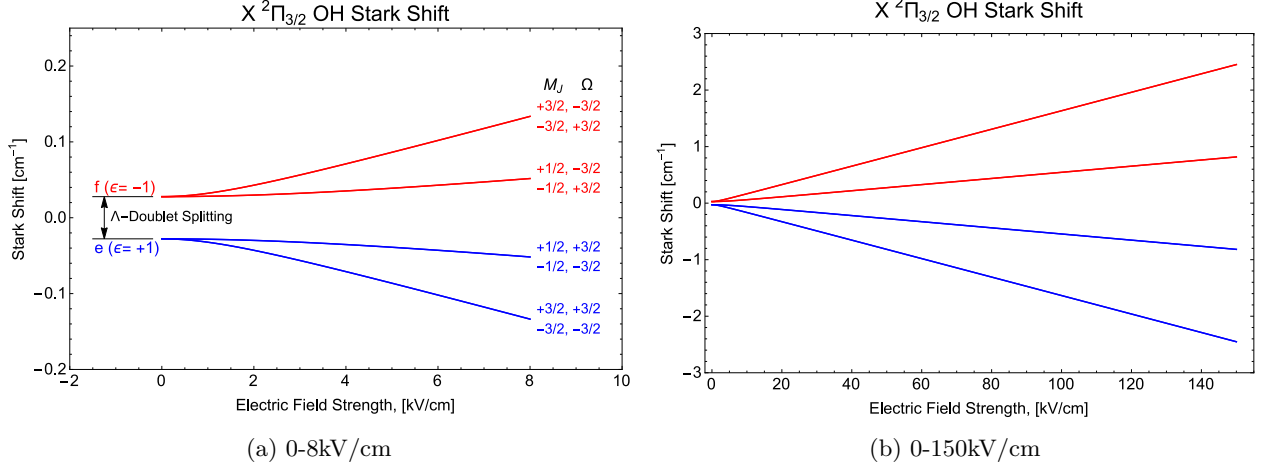 X ²Π₃/₂ OH Stark Shift
Stark Shift [cm⁻¹]
0.2
0.1
0.0
−0.1
−0.2
M_J Ω
+3/2, −3/2
−3/2, +3/2
+1/2, −3/2
−1/2, +3/2
f (ϵ= −1)
Λ−Doublet Splitting
e (ϵ= +1)
+1/2, +3/2
−1/2, −3/2
+3/2, +3/2
−3/2, −3/2
−2 0 2 4 6 8 10
Electric Field Strength, [kV/cm]
(a) 0-8kV/cm
X ²Π₃/₂ OH Stark Shift
Stark Shift [cm⁻¹]
3
2
1
0
−1
−2
−3
0 20 40 60 80 100 120 140
Electric Field Strength, [kV/cm]
(b) 0-150kV/cm